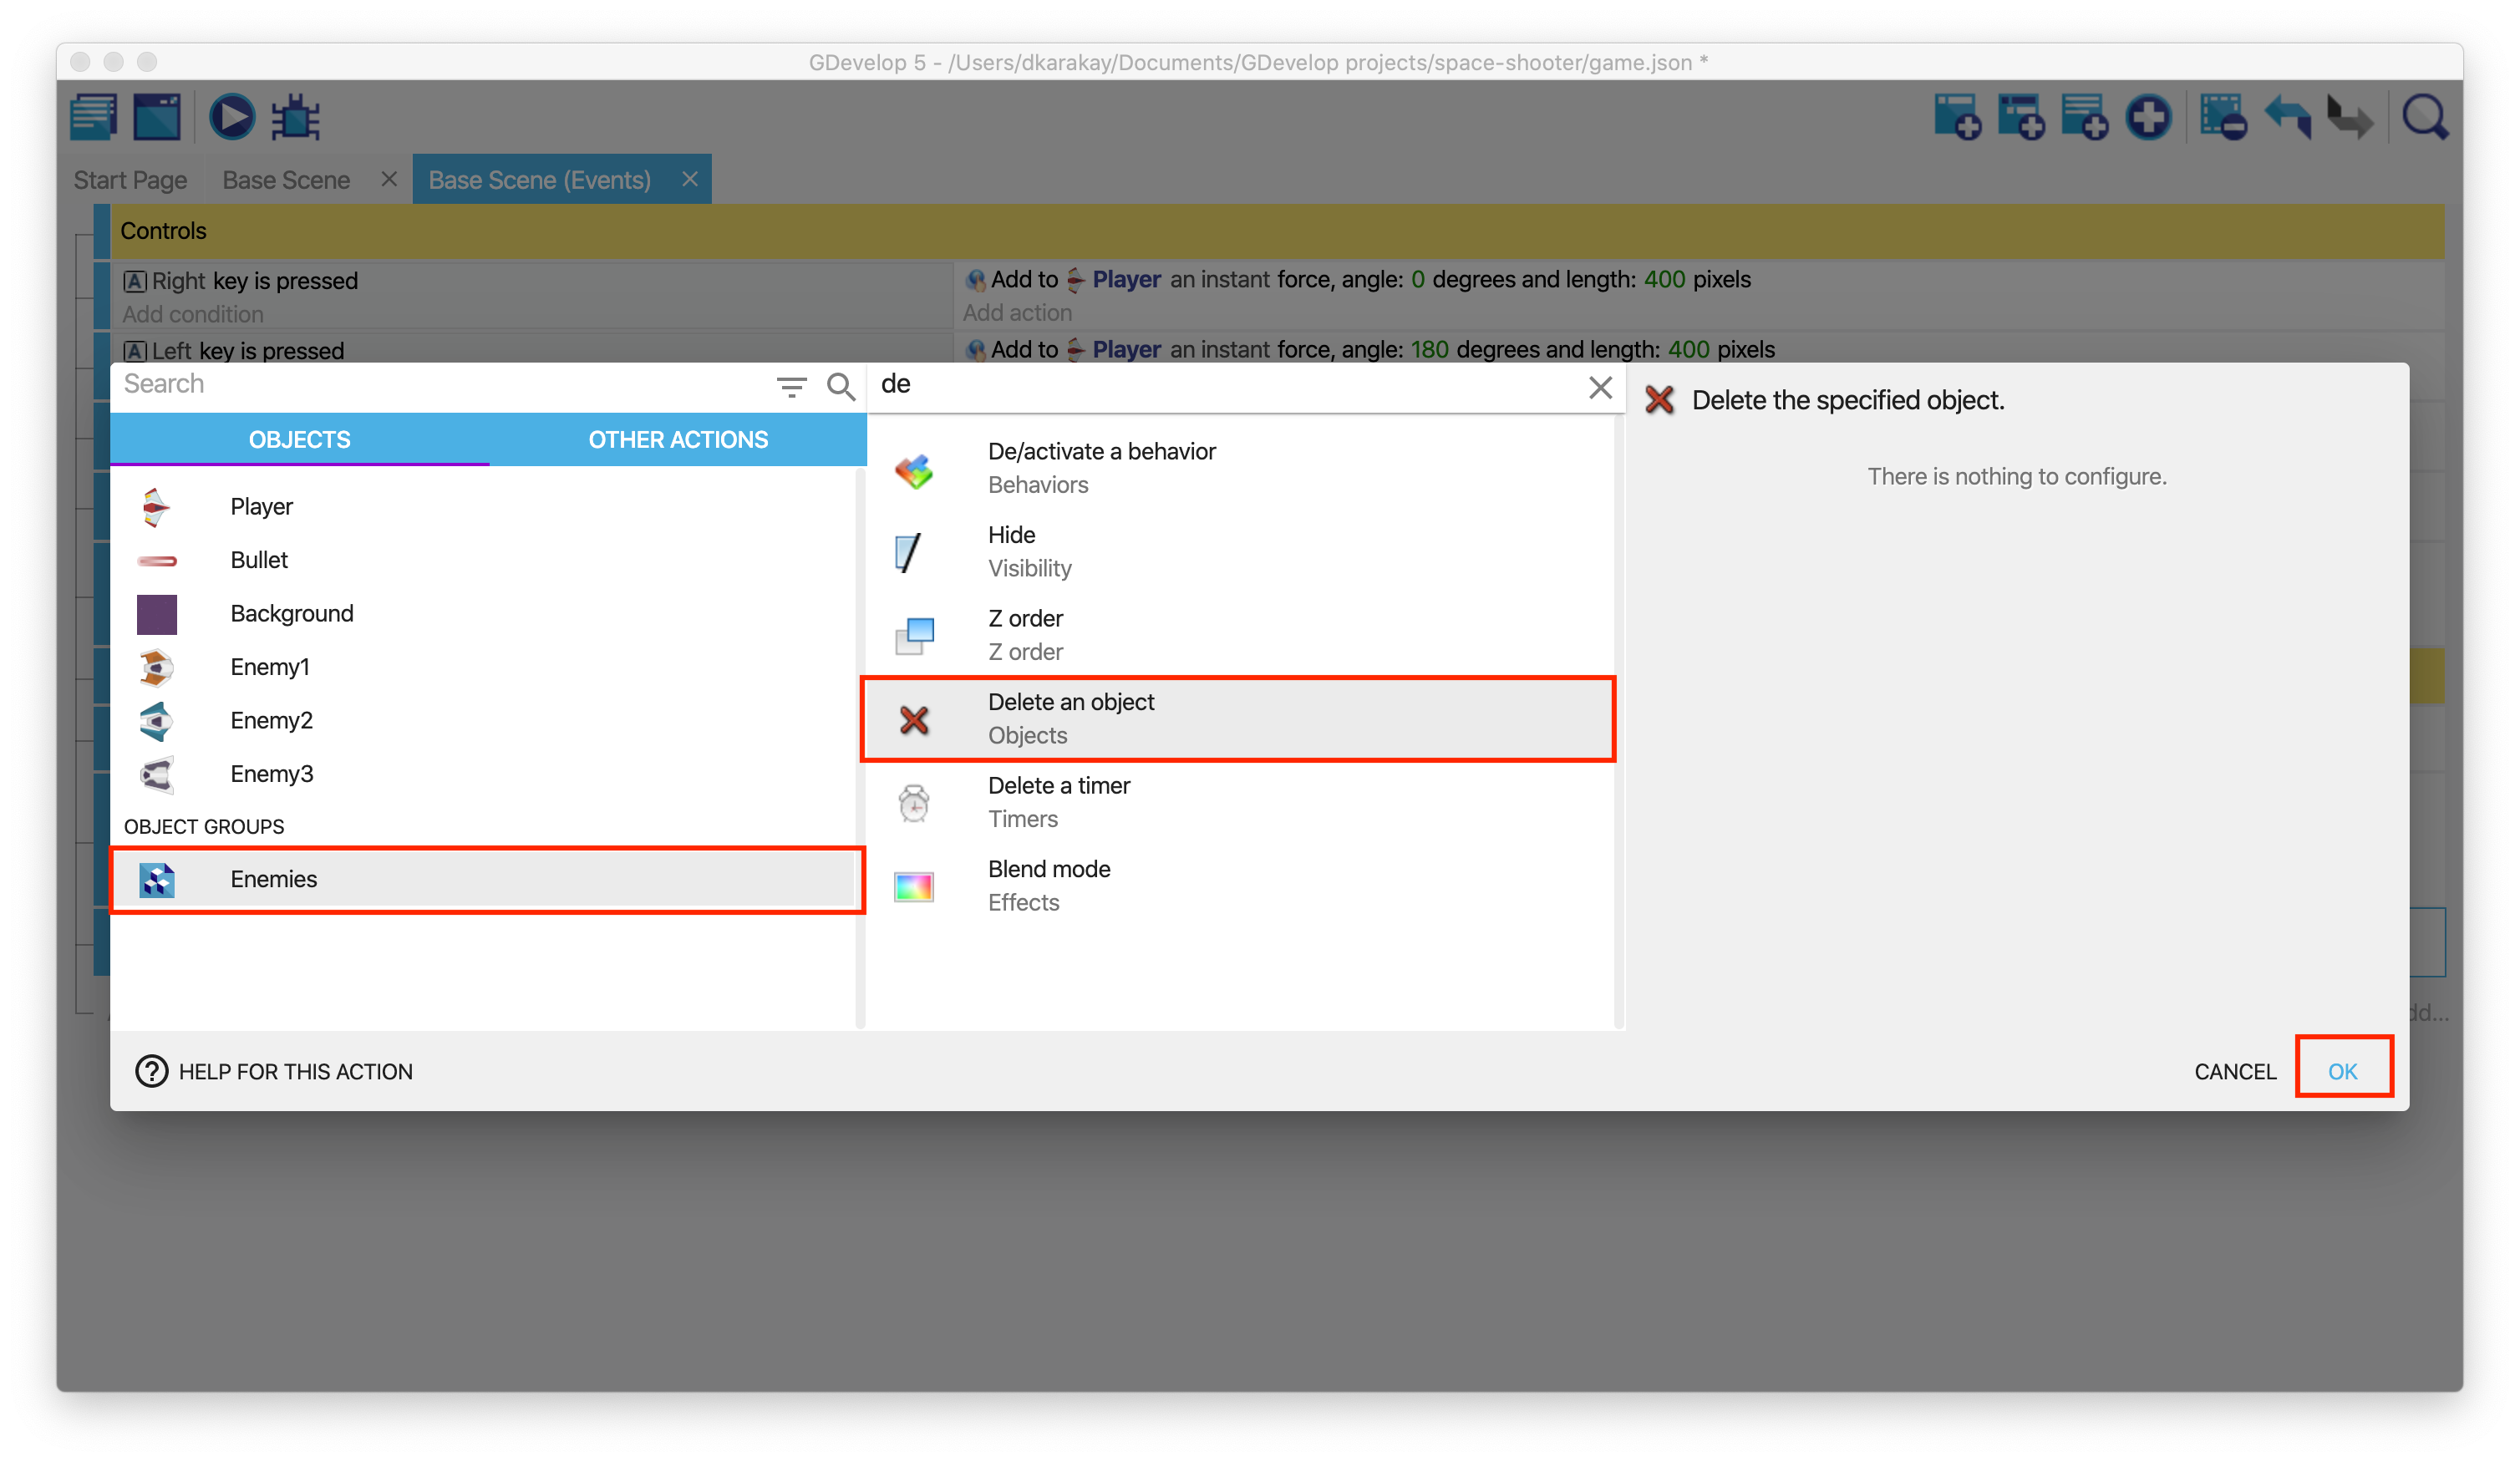 GDevelop 5 - /Users/dkarakay/Documents/GDevelop projects/space-shooter/game.json *
Start Page
Base Scene
Base Scene (Events)
Controls
A Right key is pressed
Add to Player an instant force, angle: 0 degrees and length: 400 pixels
Add condition
Add action
A Left key is pressed
Add to Player an instant force, angle: 180 degrees and length: 400 pixels
Search
OBJECTS
OTHER ACTIONS
Player
Bullet
Background
Enemy1
Enemy2
Enemy3
OBJECT GROUPS
Enemies
de
De/activate a behavior
Behaviors
Hide
Visibility
Z order
Z order
Delete an object
Objects
Delete a timer
Timers
Blend mode
Effects
Delete the specified object.
There is nothing to configure.
HELP FOR THIS ACTION
CANCEL
OK